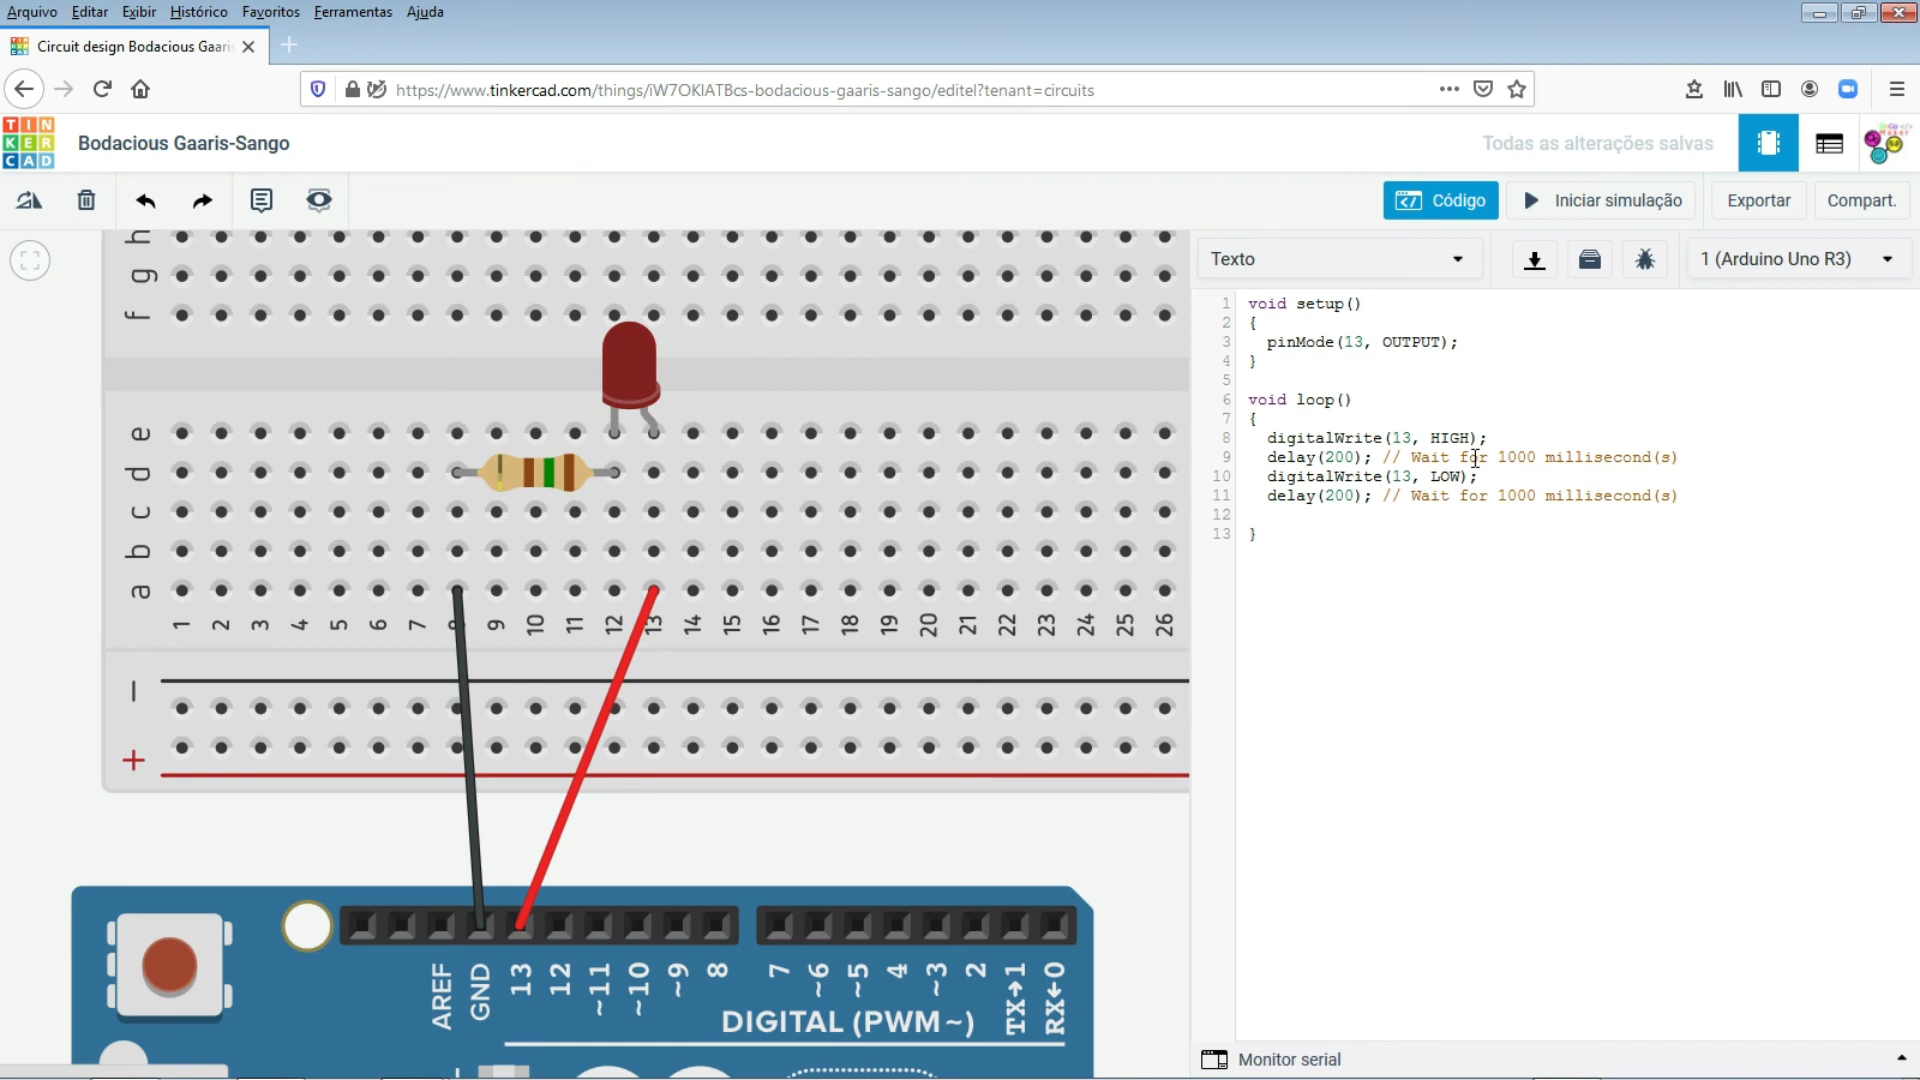 Arquivo Editar Exibir Histórico Favoritos Ferramentas Ajuda
Circuit design Bodacious Gaaris
https://www.tinkercad.com/things/iW7OKIATBcs-bodacious-gaaris-sango/editel?tenant=circuits
TIN
KER
CAD
Bodacious Gaaris-Sango
Todas as alterações salvas
Código
Iniciar simulação
Exportar
Compart.
Texto
1 (Arduino Uno R3)
1 void setup()
2 {
3 pinMode(13, OUTPUT);
4 }
5
6 void loop()
7 {
8 digitalWrite(13, HIGH);
9 delay(200); // Wait for 1000 millisecond(s)
10 digitalWrite(13, LOW);
11 delay(200); // Wait for 1000 millisecond(s)
12
13 }
h
g
f
e
d
c
b
a
1 2 3 4 5 6 7 8 9 10 11 12 13 14 15 16 17 18 19 20 21 22 23 24 25 26
−
+
AREF GND 13 12 ~11 ~10 ~9 8 7 ~6 ~5 4 ~3 2 TX→1 RX←0
DIGITAL (PWM~)
Monitor serial